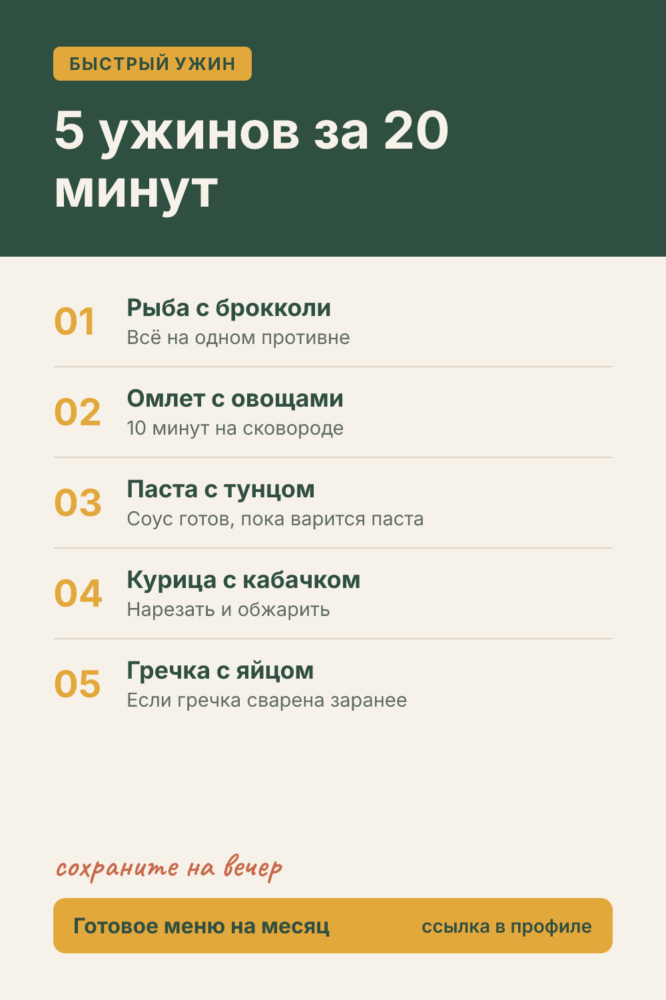 БЫСТРЫЙ УЖИН
5 ужинов за 20
минут
01
Рыба с брокколи
Всё на одном противне
02
Омлет с овощами
10 минут на сковороде
03
Паста с тунцом
Соус готов, пока варится паста
04
Курица с кабачком
Нарезать и обжарить
05
Гречка с яйцом
Если гречка сварена заранее
сохраните на вечер
Готовое меню на месяц
ссылка в профиле